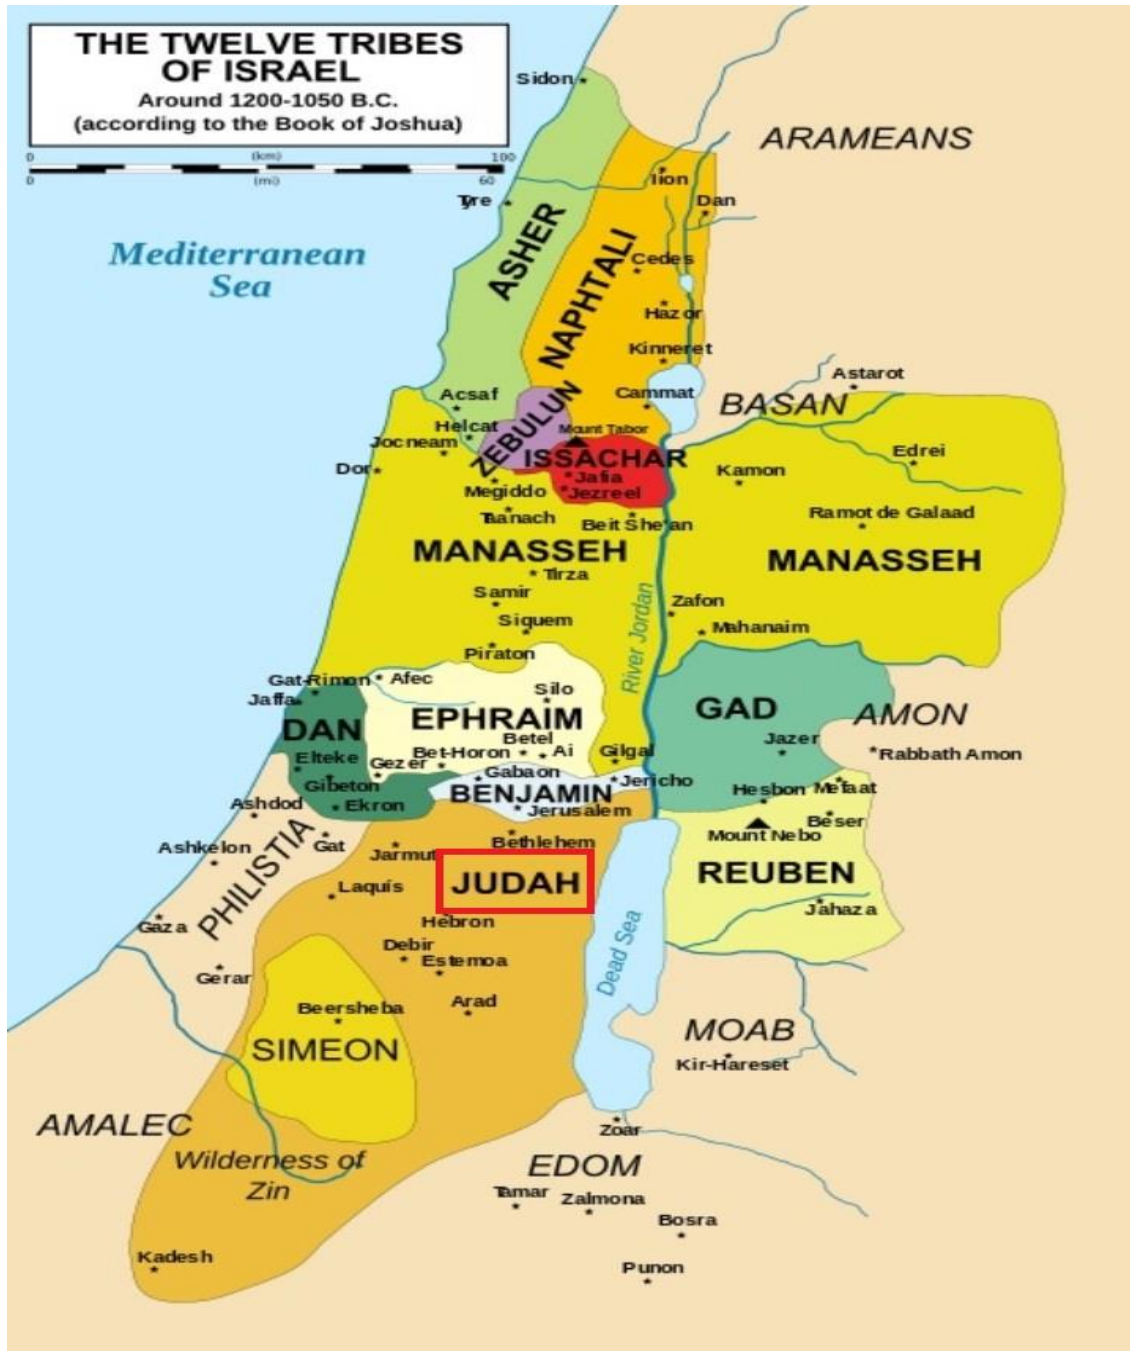 THE TWELVE TRIBES
OF ISRAEL
Around 1200-1050 B.C.
(according to the Book of Joshua)
0 (km) 100
0 (mi) 60
Sidon
ARAMEANS
Iion
Tyre
Dan
ASHER
NAPHTALI
Mediterranean
Sea
Cedes
Hazor
Kinneret
Astarot
Cammat
BASAN
Acsaf
ZEBULUN
Helcat
Mount Tabor
Jocneam
ISSACHAR
Edrei
Dor
Kamon
Jafia
Megiddo
Jezreel
Taanach
Beit She'an
Ramot de Galaad
MANASSEH
MANASSEH
Tirza
Samir
Zafon
Siquem
Mahanaim
River Jordan
Piraton
Gat-Rimon
Afec
Jaffa
Silo
DAN
EPHRAIM
GAD
AMON
Betel
Jazer
Bet-Horon
Ai
Gilgal
Rabbath Amon
Elteke
Gezer
Gabaon
Jericho
Gibeton
BENJAMIN
Hesbon
Mefaat
Ashdod
Ekron
Jerusalem
Beser
Mount Nebo
Ashkelon
PHILISTIA
Gat
Jarmut
Bethlehem
JUDAH
REUBEN
Laquis
Jahaza
Gaza
Hebron
Debir
Estemoa
Dead Sea
Gerar
Beersheba
Arad
SIMEON
MOAB
Kir-Hareset
AMALEC
Zoar
Wilderness of
Zin
EDOM
Tamar
Zalmona
Bosra
Kadesh
Punon